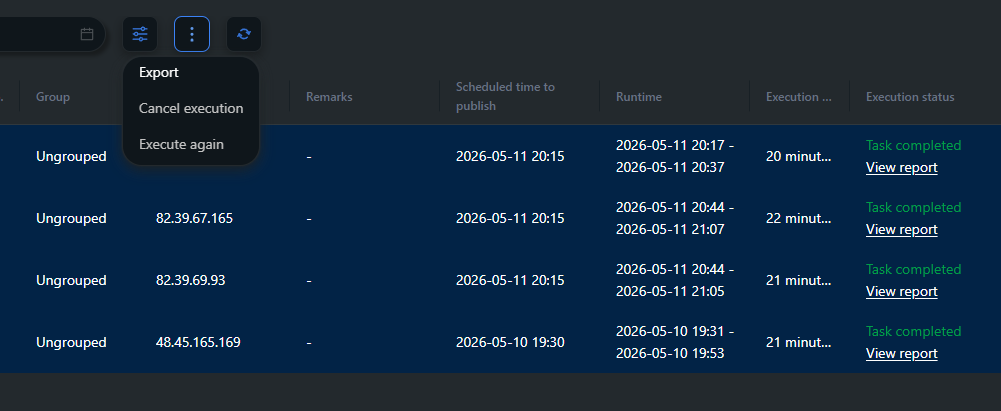 Export
Cancel execution
Execute again
Group
Remarks
Scheduled time to
publish
Runtime
Execution ...
Execution status
Ungrouped
-
2026-05-11 20:15
2026-05-11 20:17 -
2026-05-11 20:37
20 minut...
Task completed
View report
Ungrouped
82.39.67.165
-
2026-05-11 20:15
2026-05-11 20:44 -
2026-05-11 21:07
22 minut...
Task completed
View report
Ungrouped
82.39.69.93
-
2026-05-11 20:15
2026-05-11 20:44 -
2026-05-11 21:05
21 minut...
Task completed
View report
Ungrouped
48.45.165.169
-
2026-05-10 19:30
2026-05-10 19:31 -
2026-05-10 19:53
21 minut...
Task completed
View report